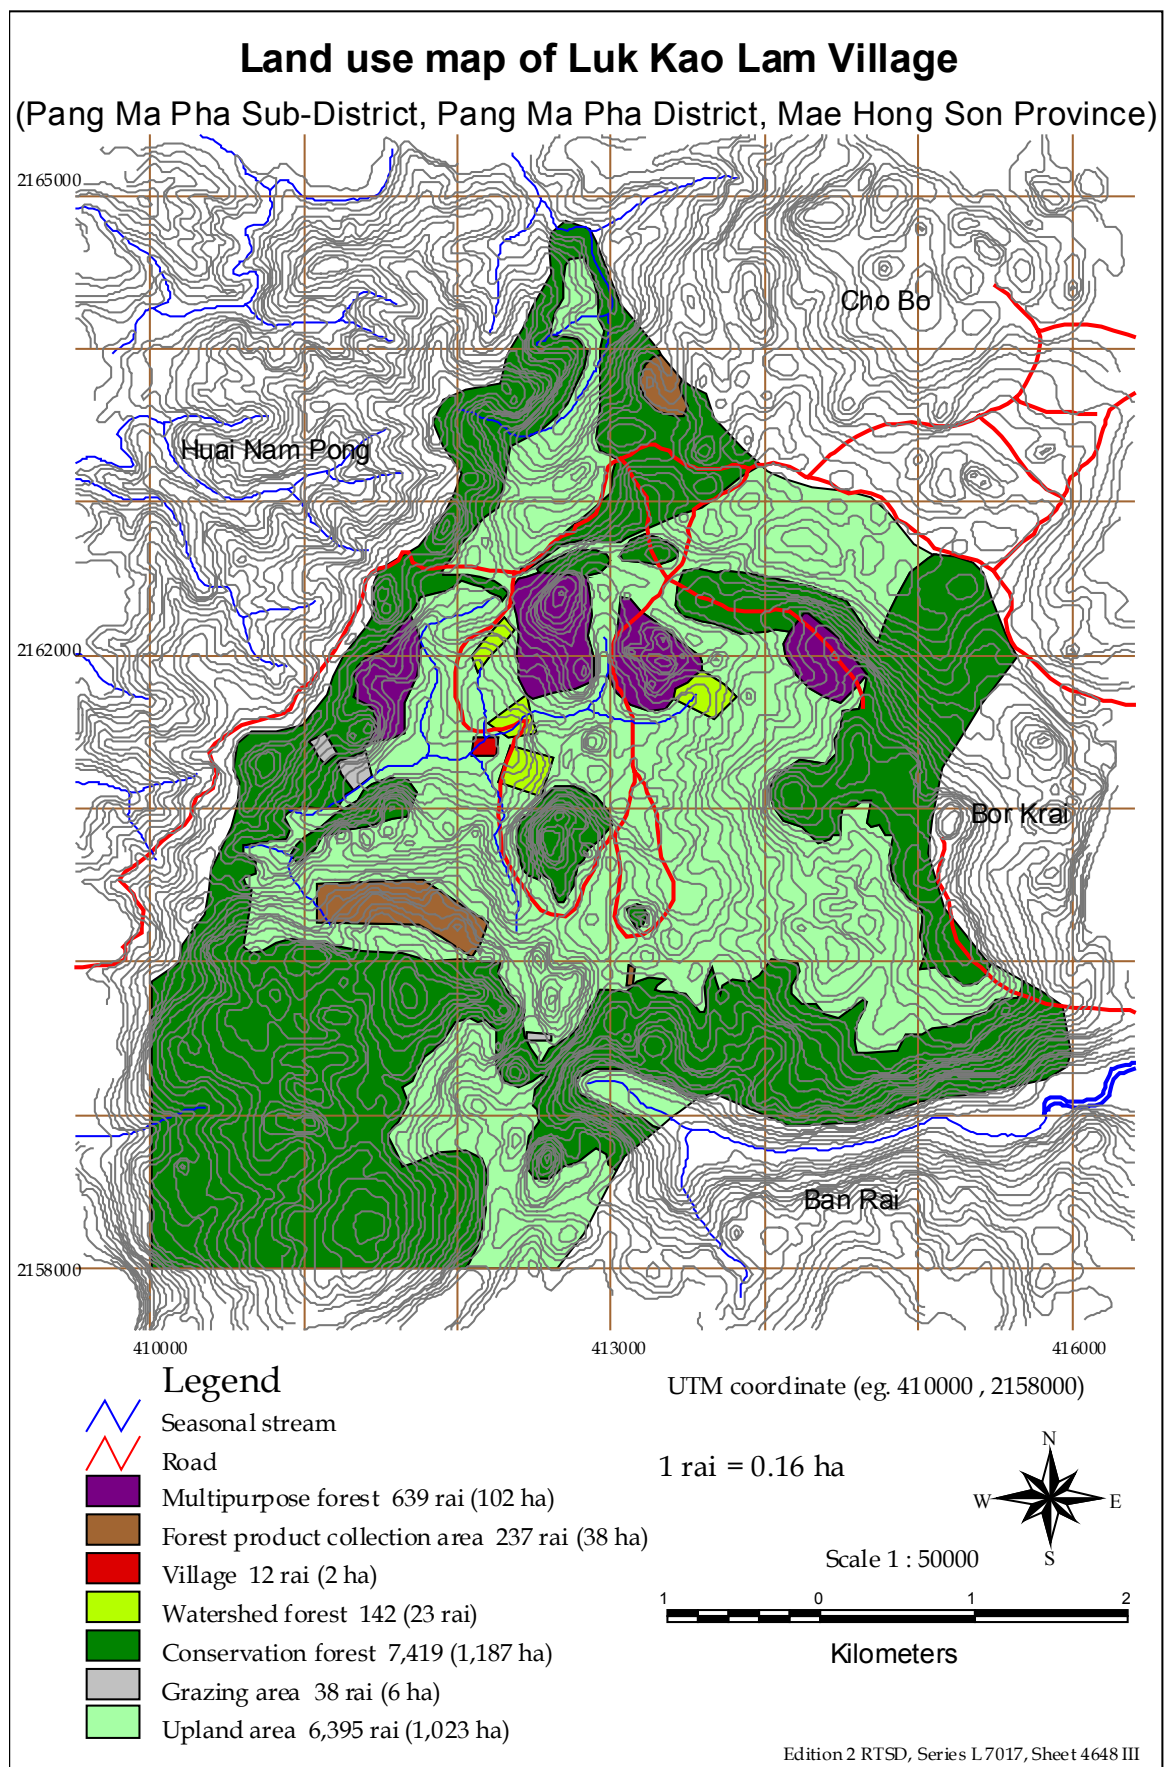 Land use map of Luk Kao Lam Village
(Pang Ma Pha Sub-District, Pang Ma Pha District, Mae Hong Son Province)
2165000
Cho Bo
Huai Nam Pong
2162000
Bor Krai
Ban Rai
2158000
410000
413000
416000
Legend
UTM coordinate (eg. 410000 , 2158000)
Seasonal stream
Road
1 rai = 0.16 ha
N
W
E
S
Multipurpose forest 639 rai (102 ha)
Forest product collection area 237 rai (38 ha)
Village 12 rai (2 ha)
Watershed forest 142 (23 rai)
Conservation forest 7,419 (1,187 ha)
Grazing area 38 rai (6 ha)
Upland area 6,395 rai (1,023 ha)
Scale 1 : 50000
1 0 1 2
Kilometers
Edition 2 RTSD, Series L7017, Sheet 4648 III